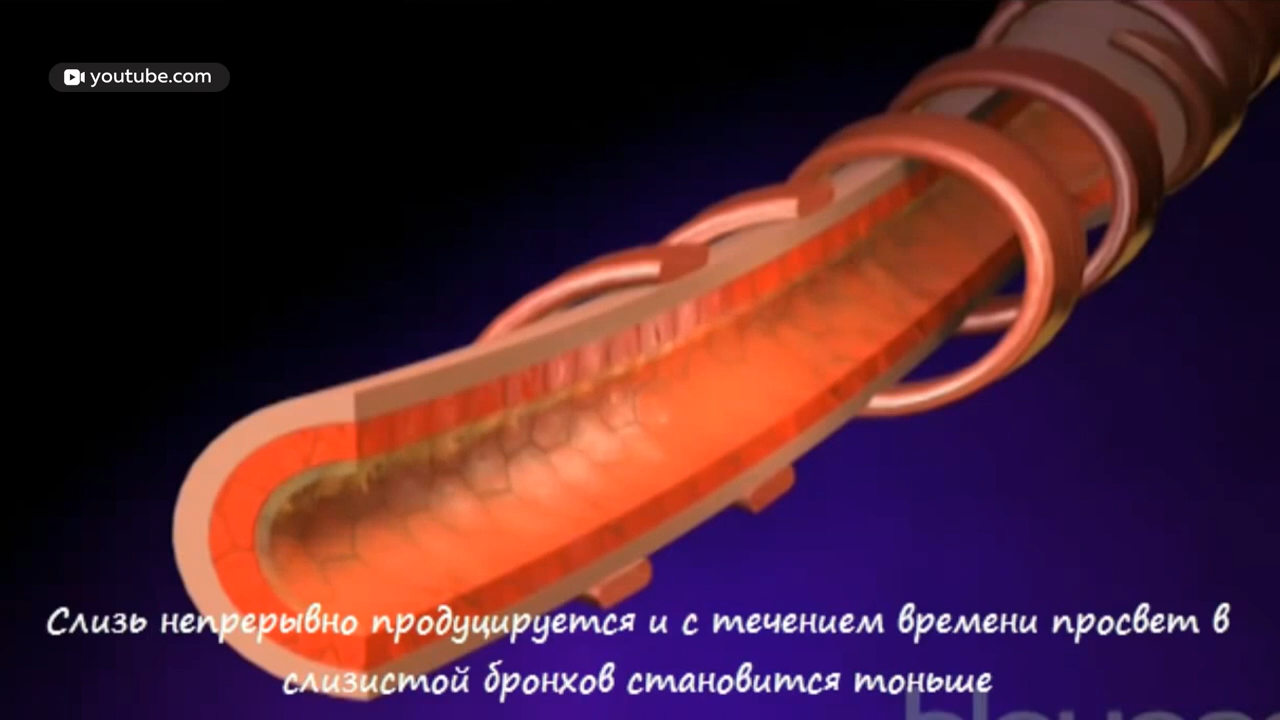 youtube.com
Слизь непрерывно продуцируется и с течением времени просвет в
слизистой бронхов становится тоньше